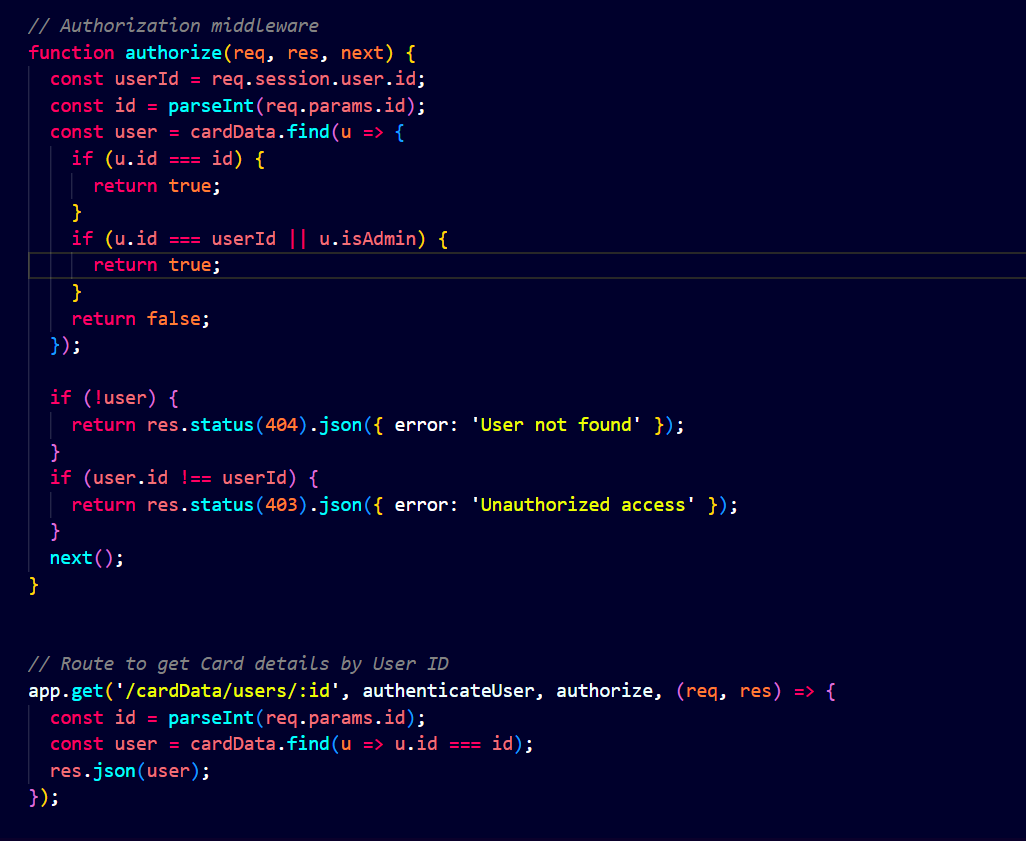 // Authorization middleware
function authorize(req, res, next) {
  const userId = req.session.user.id;
  const id = parseInt(req.params.id);
  const user = cardData.find(u => {
    if (u.id === id) {
      return true;
    }
    if (u.id === userId || u.isAdmin) {
      return true;
    }
    return false;
  });

  if (!user) {
    return res.status(404).json({ error: 'User not found' });
  }
  if (user.id !== userId) {
    return res.status(403).json({ error: 'Unauthorized access' });
  }
  next();
}

// Route to get Card details by User ID
app.get('/cardData/users/:id', authenticateUser, authorize, (req, res) => {
  const id = parseInt(req.params.id);
  const user = cardData.find(u => u.id === id);
  res.json(user);
});